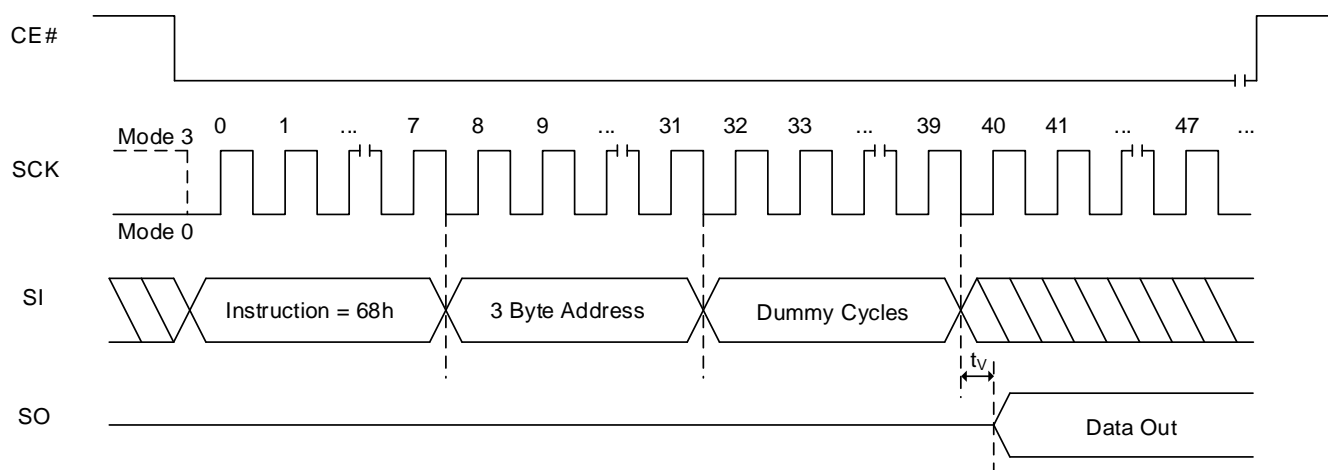 CE#
Mode 3 0 1 ... 7 8 9 ... 31 32 33 ... 39 40 41 ... 47 ...
SCK
Mode 0
SI Instruction = 68h 3 Byte Address Dummy Cycles
tV
SO Data Out